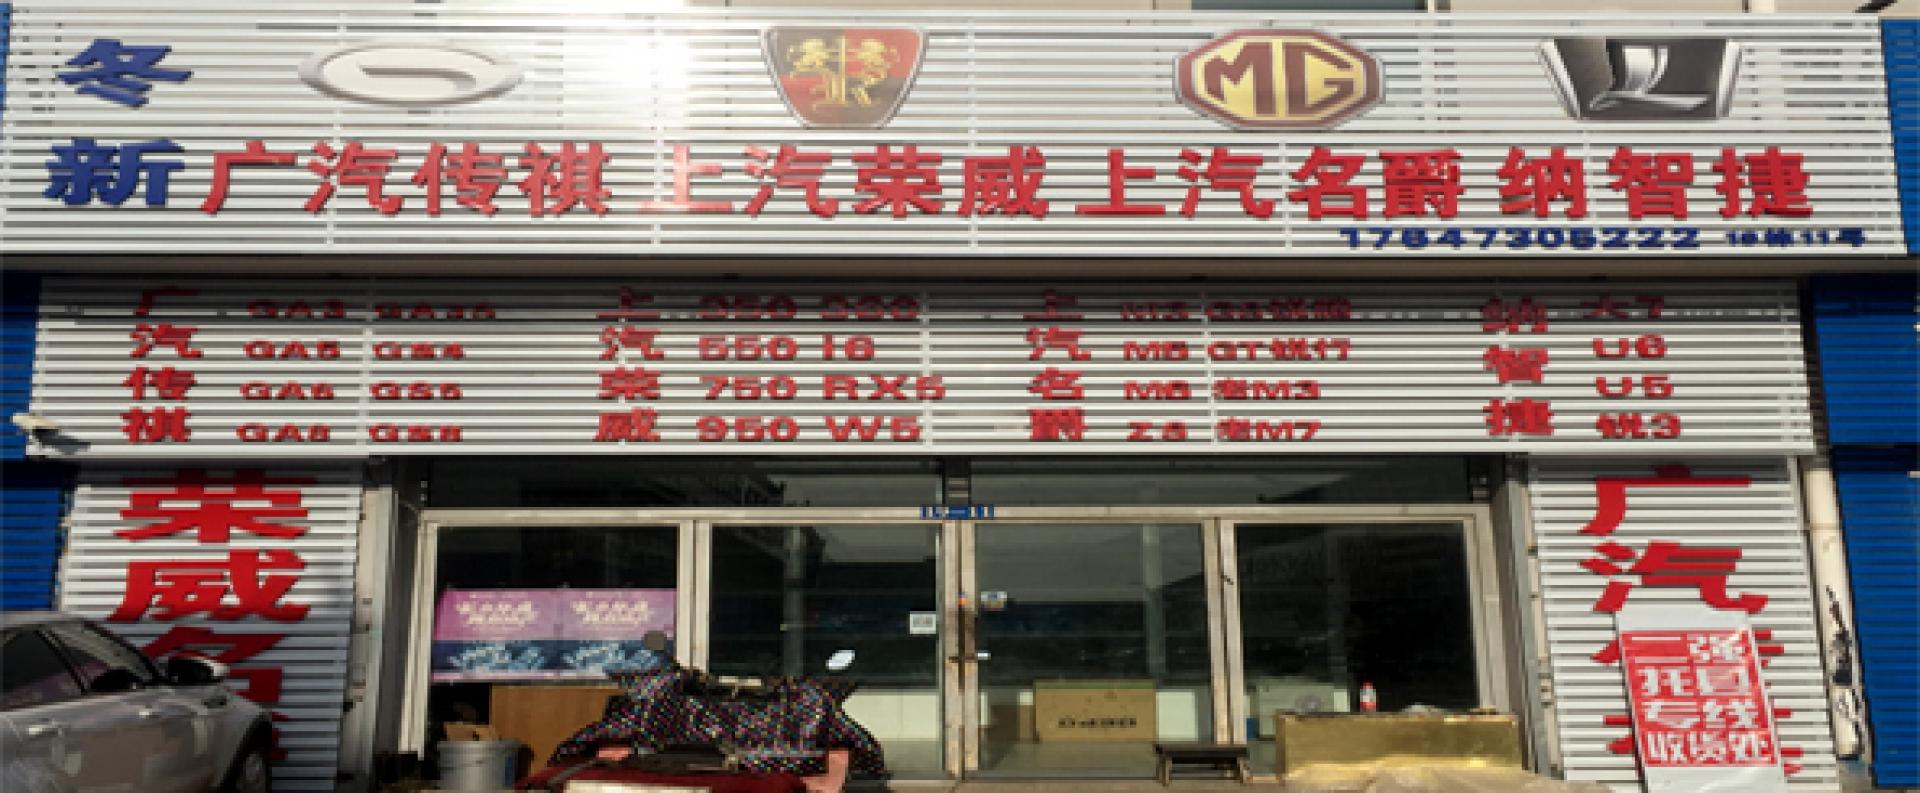 冬新
MG
广汽传祺 上汽荣威 上汽名爵 纳智捷
17647305222
广汽传祺
GA3 GA3S
GA5 GS4
GA6 GS5
GA8 GS8
上汽荣威
350 360
550 i6
750 RX5
950 W5
上汽名爵
M5 GT锐行
M6 老M3
老M7
纳智捷
大7
U6
U5
锐3
荣威名
广汽传
专线
收货处